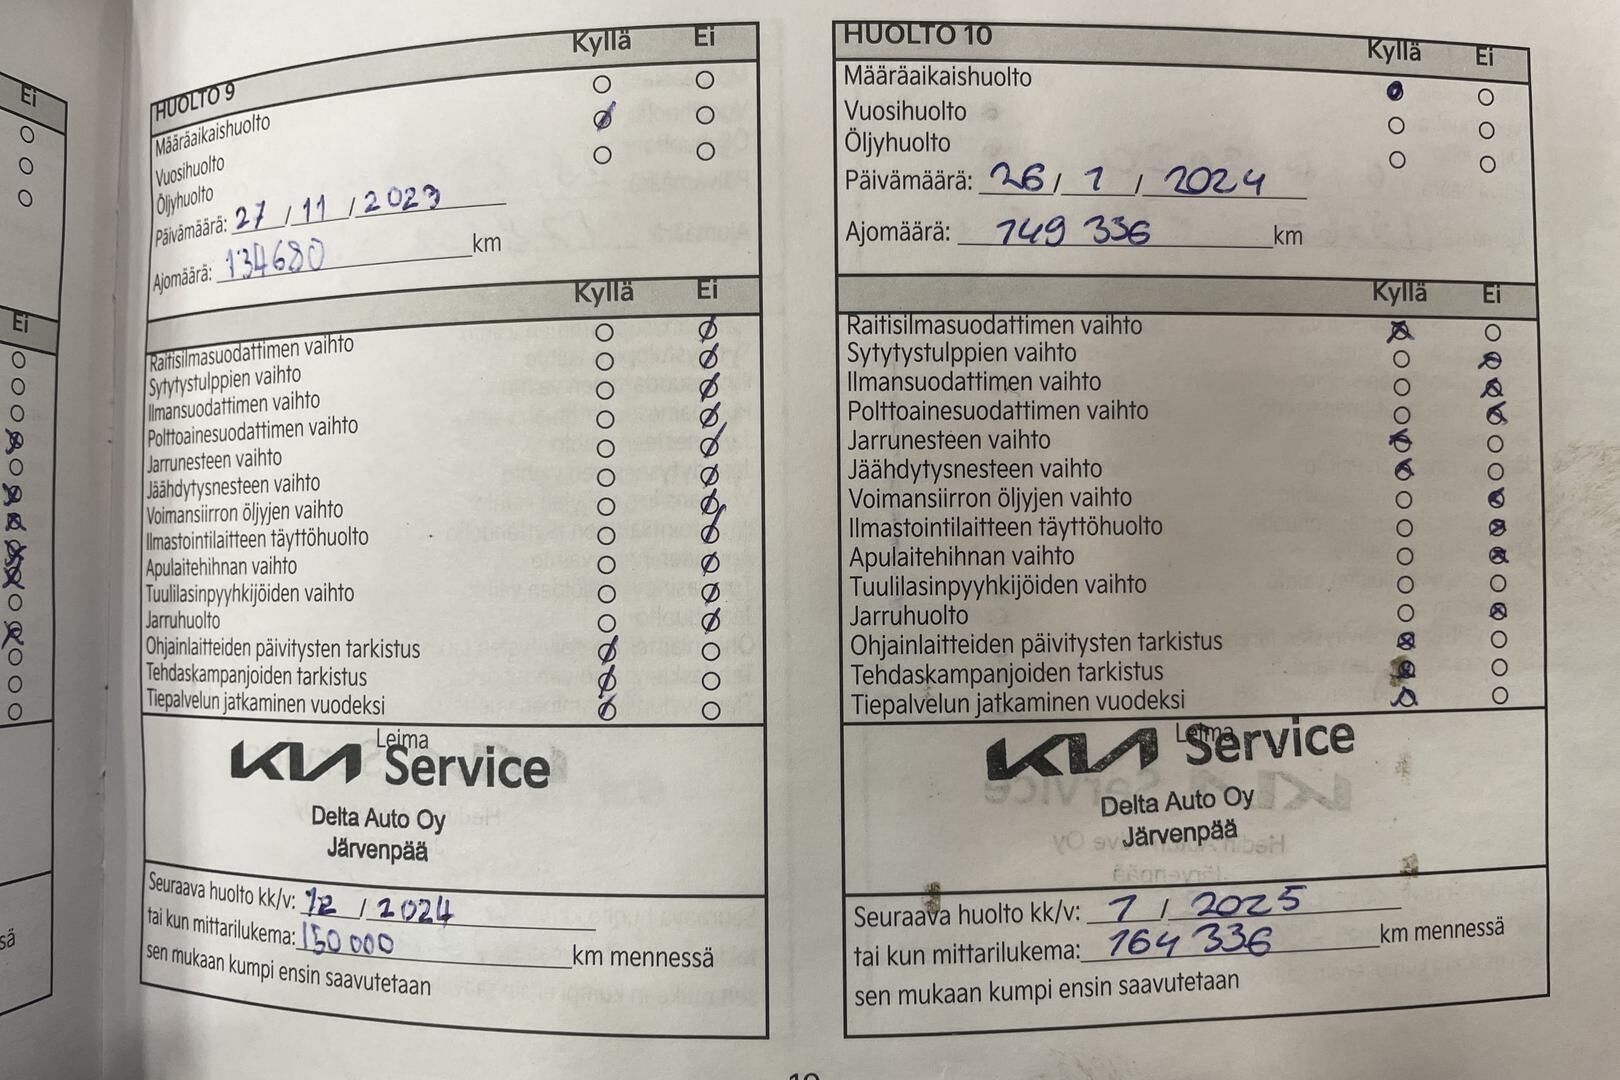 Ei
Ei
sä
HUOLTO 9 Kyllä Ei
Määräaikaishuolto
Vuosihuolto
Öljyhuolto
Päivämäärä: 27 / 11 / 2023
Ajomäärä: 134680 km
Kyllä Ei
Raitisilmasuodattimen vaihto
Sytytystulppien vaihto
Ilmansuodattimen vaihto
Polttoainesuodattimen vaihto
Jarrunesteen vaihto
Jäähdytysnesteen vaihto
Voimansiirron öljyjen vaihto
Ilmastointilaitteen täyttöhuolto
Apulaitehihnan vaihto
Tuulilasinpyyhkijöiden vaihto
Jarruhuolto
Ohjainlaitteiden päivitysten tarkistus
Tehdaskampanjoiden tarkistus
Tiepalvelun jatkaminen vuodeksi
Leima
KIA Service
Delta Auto Oy
Järvenpää
Seuraava huolto kk/v: 12 / 2024
tai kun mittarilukema: 150 000 km mennessä
sen mukaan kumpi ensin saavutetaan
HUOLTO 10 Kyllä Ei
Määräaikaishuolto
Vuosihuolto
Öljyhuolto
Päivämäärä: 26 / 1 / 2024
Ajomäärä: 149 336 km
Kyllä Ei
Raitisilmasuodattimen vaihto
Sytytystulppien vaihto
Ilmansuodattimen vaihto
Polttoainesuodattimen vaihto
Jarrunesteen vaihto
Jäähdytysnesteen vaihto
Voimansiirron öljyjen vaihto
Ilmastointilaitteen täyttöhuolto
Apulaitehihnan vaihto
Tuulilasinpyyhkijöiden vaihto
Jarruhuolto
Ohjainlaitteiden päivitysten tarkistus
Tehdaskampanjoiden tarkistus
Tiepalvelun jatkaminen vuodeksi
Leima
KIA Service
Delta Auto Oy
Järvenpää
Seuraava huolto kk/v: 1 / 2025
tai kun mittarilukema: 164 336 km mennessä
sen mukaan kumpi ensin saavutetaan